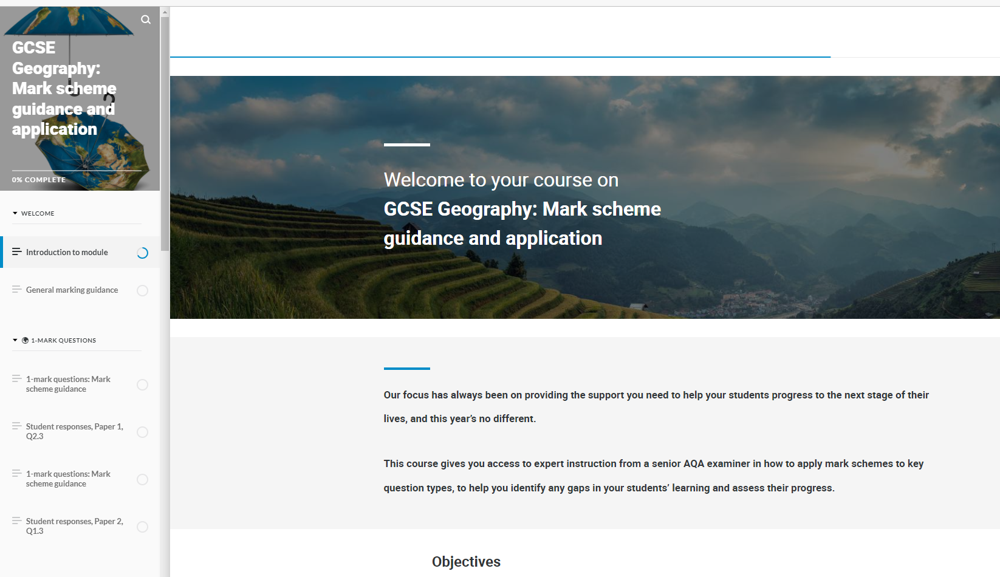 GCSE
Geography:
Mark scheme
guidance and
application
0% COMPLETE
WELCOME
Introduction to module
General marking guidance
1-MARK QUESTIONS
1-mark questions: Mark
scheme guidance
Student responses, Paper 1,
Q2.3
1-mark questions: Mark
scheme guidance
Student responses, Paper 2,
Q1.3
Welcome to your course on
GCSE Geography: Mark scheme
guidance and application
Our focus has always been on providing the support you need to help your students progress to the next stage of their
lives, and this year’s no different.
This course gives you access to expert instruction from a senior AQA examiner in how to apply mark schemes to key
question types, to help you identify any gaps in your students’ learning and assess their progress.
Objectives